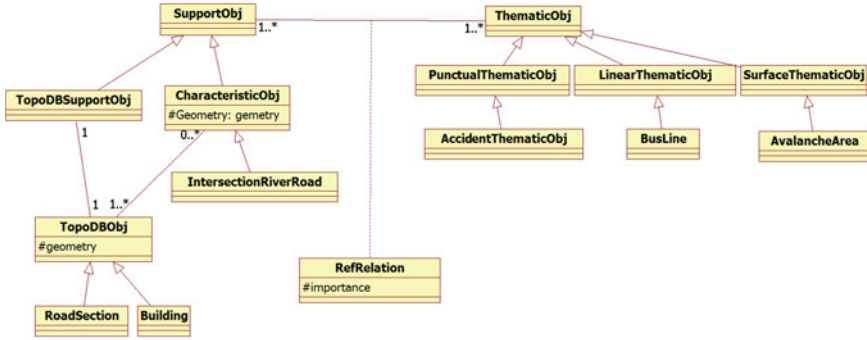 SupportObj
1..*
1..*
ThematicObj
PunctualThematicObj
LinearThematicObj
SurfaceThematicObj
TopoDBSupportObj
CharacteristicObj
#Geometry: gemetry
1
0..*
AccidentThematicObj
BusLine
AvalancheArea
IntersectionRiverRoad
1
1..*
TopoDBObj
#geometry
RefRelation
#importance
RoadSection
Building